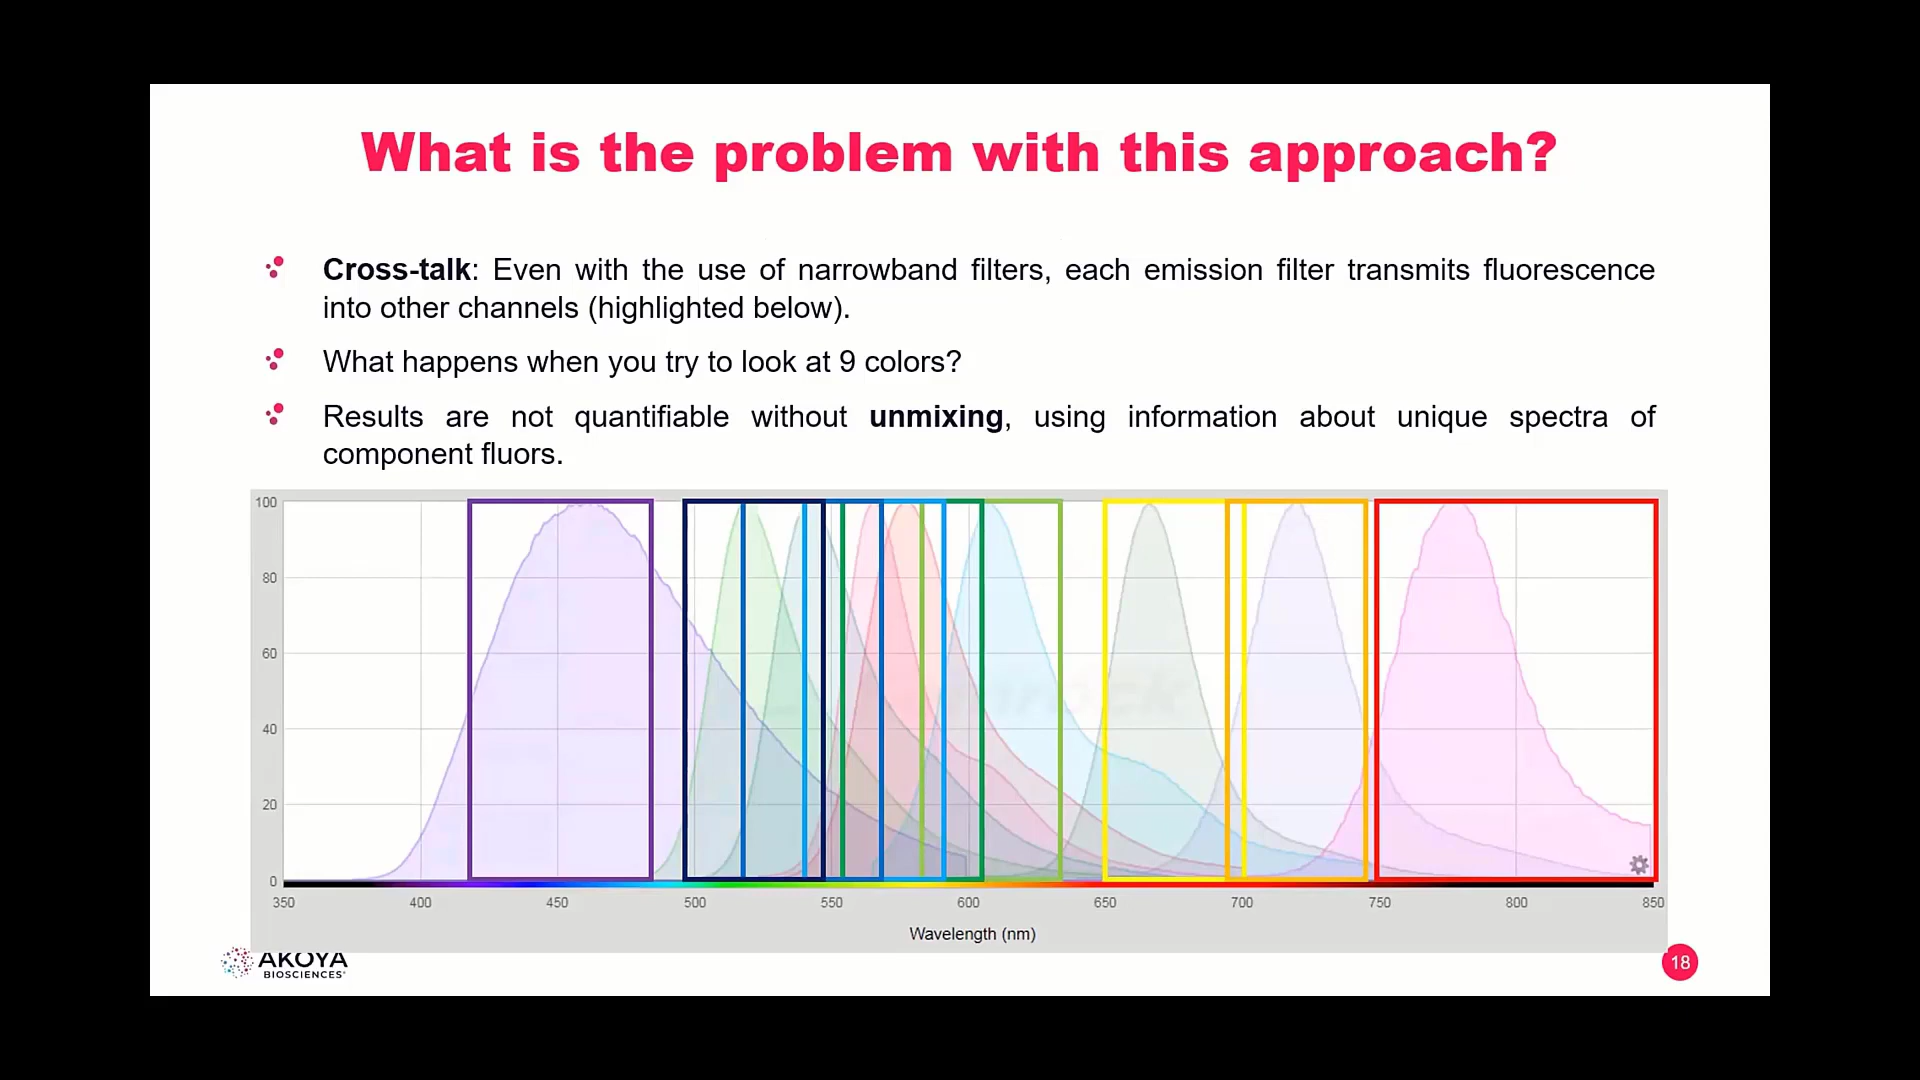 What is the problem with this approach?
Cross-talk: Even with the use of narrowband filters, each emission filter transmits fluorescence
into other channels (highlighted below).
What happens when you try to look at 9 colors?
Results are not quantifiable without unmixing, using information about unique spectra of
component fluors.
100
80
60
40
20
0
350 400 450 500 550 600 650 700 750 800 850
Wavelength (nm)
AKOYA
BIOSCIENCES
18